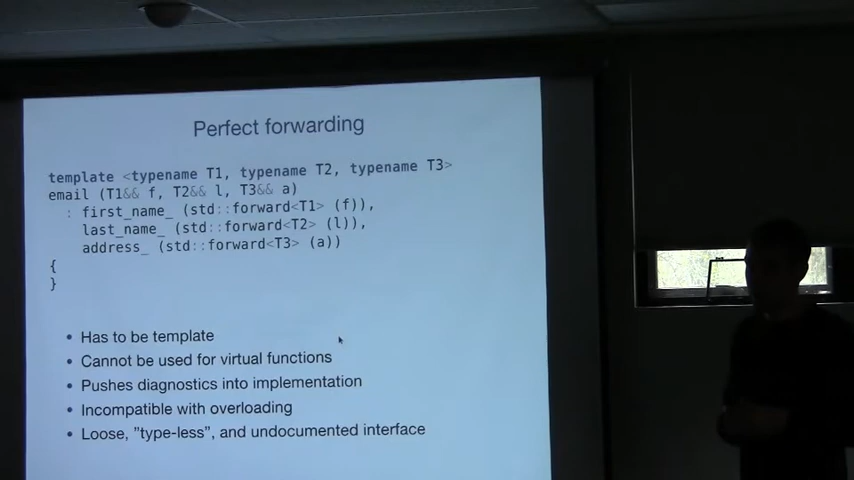 Perfect forwarding
template <typename T1, typename T2, typename T3>
email (T1&& f, T2&& l, T3&& a)
: first_name_ (std::forward<T1> (f)),
last_name_ (std::forward<T2> (l)),
address_ (std::forward<T3> (a))
{
}
• Has to be template
• Cannot be used for virtual functions
• Pushes diagnostics into implementation
• Incompatible with overloading
• Loose, "type-less", and undocumented interface